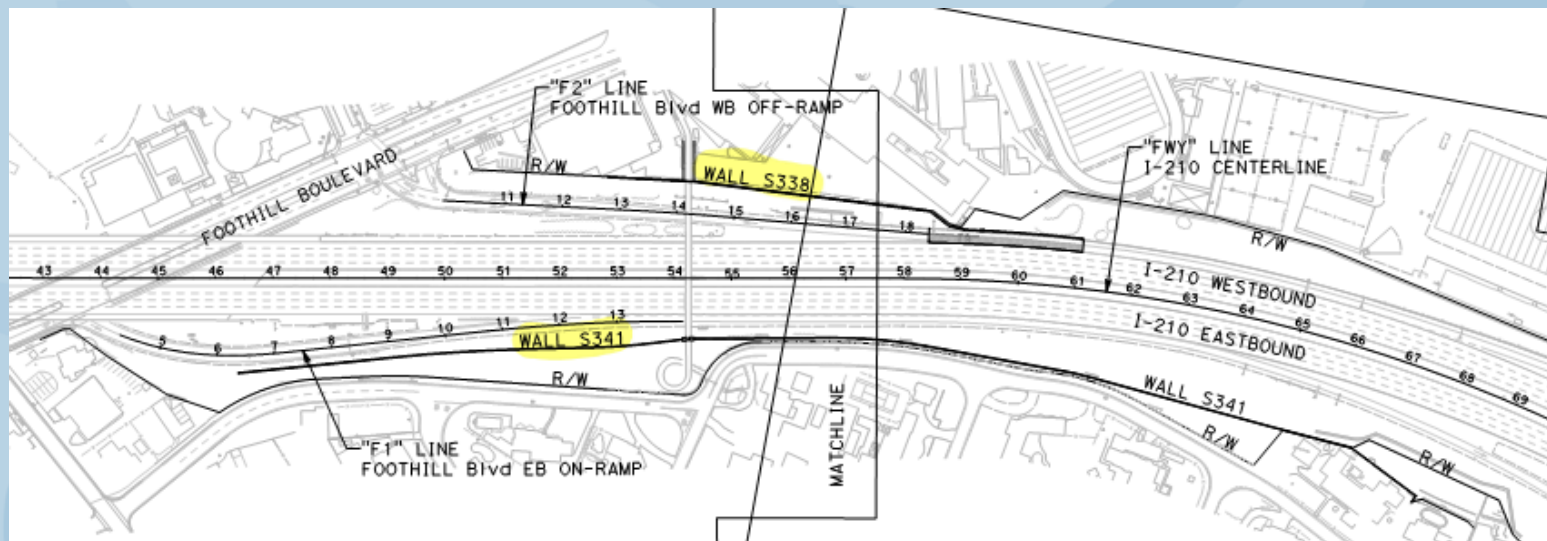 "F2" LINE
FOOTHILL Blvd WB OFF-RAMP
"FWY" LINE
I-210 CENTERLINE
R/W
WALL S338
FOOTHILL BOULEVARD
11 12 13 14 15 16 17 18
R/W
I-210 WESTBOUND
43 44 45 46 47 48 49 50 51 52 53 54 55 56 57 58 59 60 61 62 63 64 65 66 67 68 69
I-210 EASTBOUND
5 6 7 8 9 10 11 12 13
WALL S341
R/W
WALL S341
MATCHLINE
R/W
R/W
"F1" LINE
FOOTHILL Blvd EB ON-RAMP